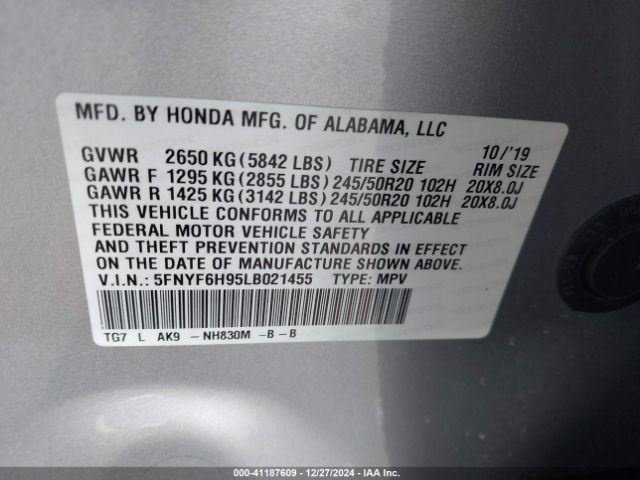 MFD. BY HONDA MFG. OF ALABAMA, LLC
10/'19
GVWR 2650 KG (5842 LBS) TIRE SIZE RIM SIZE
GAWR F 1295 KG (2855 LBS) 245/50R20 102H 20X8.0J
GAWR R 1425 KG (3142 LBS) 245/50R20 102H 20X8.0J
THIS VEHICLE CONFORMS TO ALL APPLICABLE
FEDERAL MOTOR VEHICLE SAFETY
AND THEFT PREVENTION STANDARDS IN EFFECT
ON THE DATE OF MANUFACTURE SHOWN ABOVE.
V.I.N.: 5FNYF6H95LB021455 TYPE: MPV
TG7 L AK9 – NH830M – B – B
000-41187609 - 12/27/2024 - IAA Inc.